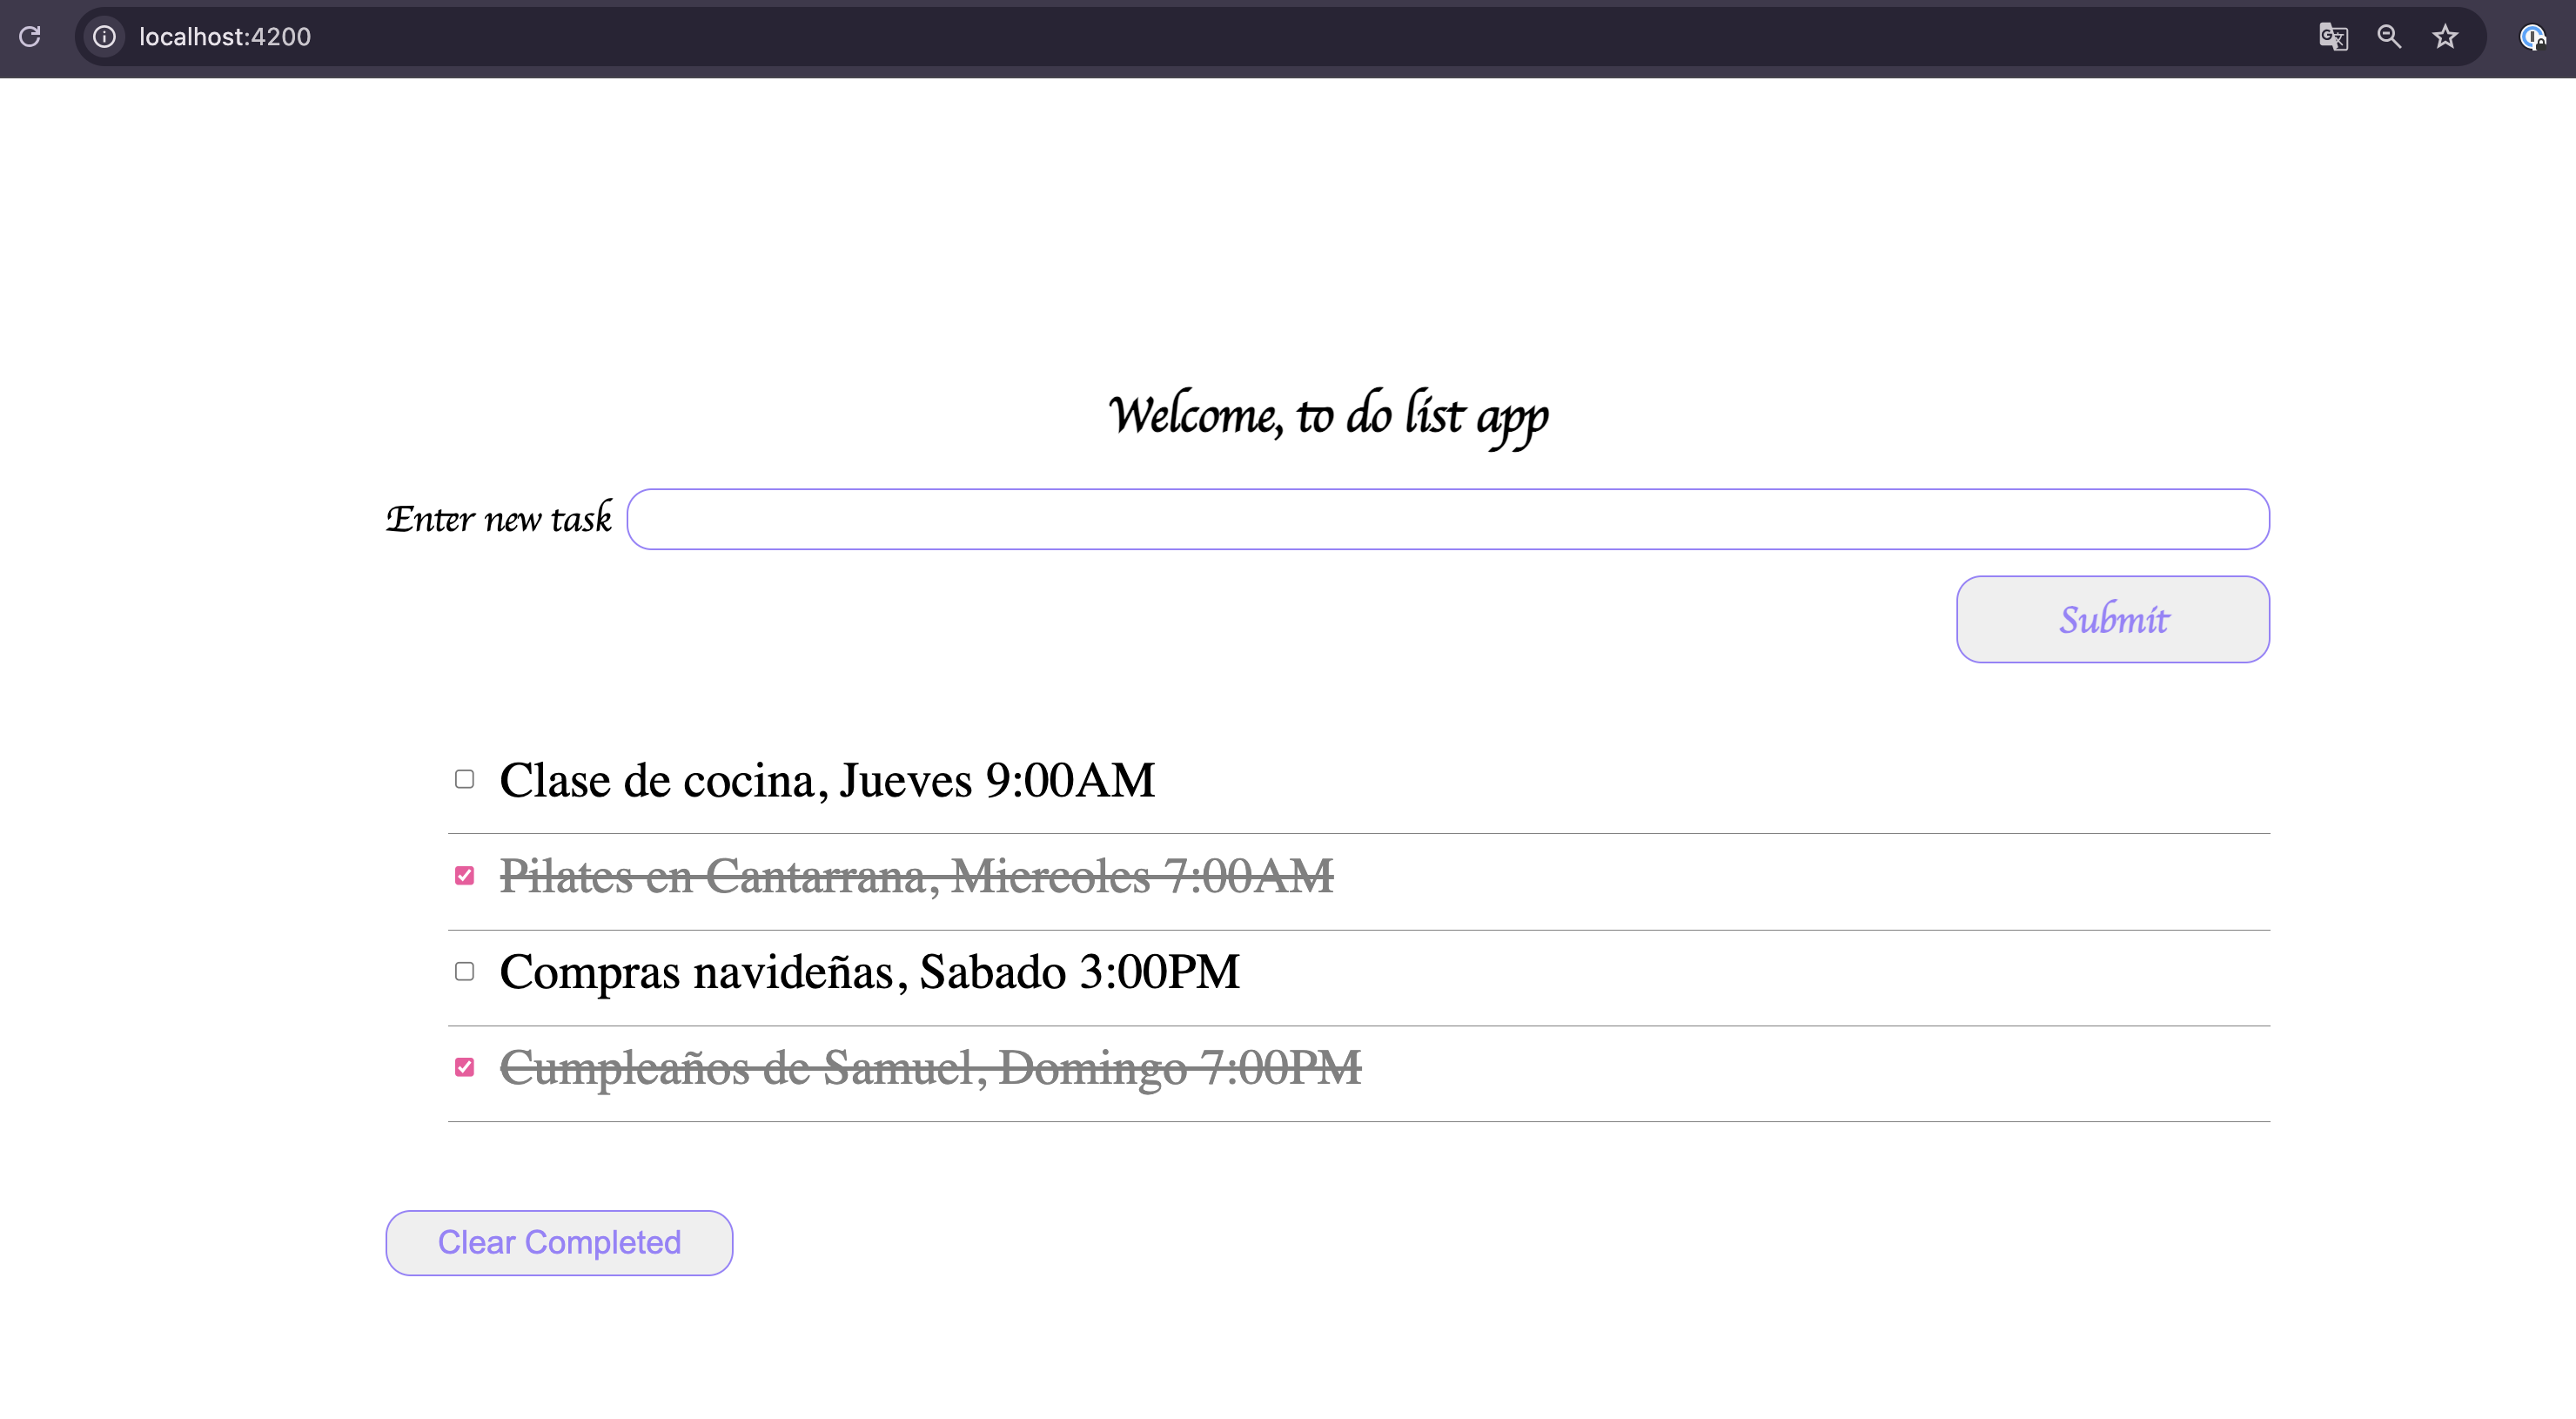 localhost:4200
Welcome, to do list app
Enter new task
Submit
Clase de cocina, Jueves 9:00AM
Pilates en Cantarrana, Miercoles 7:00AM
Compras navideñas, Sabado 3:00PM
Cumpleaños de Samuel, Domingo 7:00PM
Clear Completed